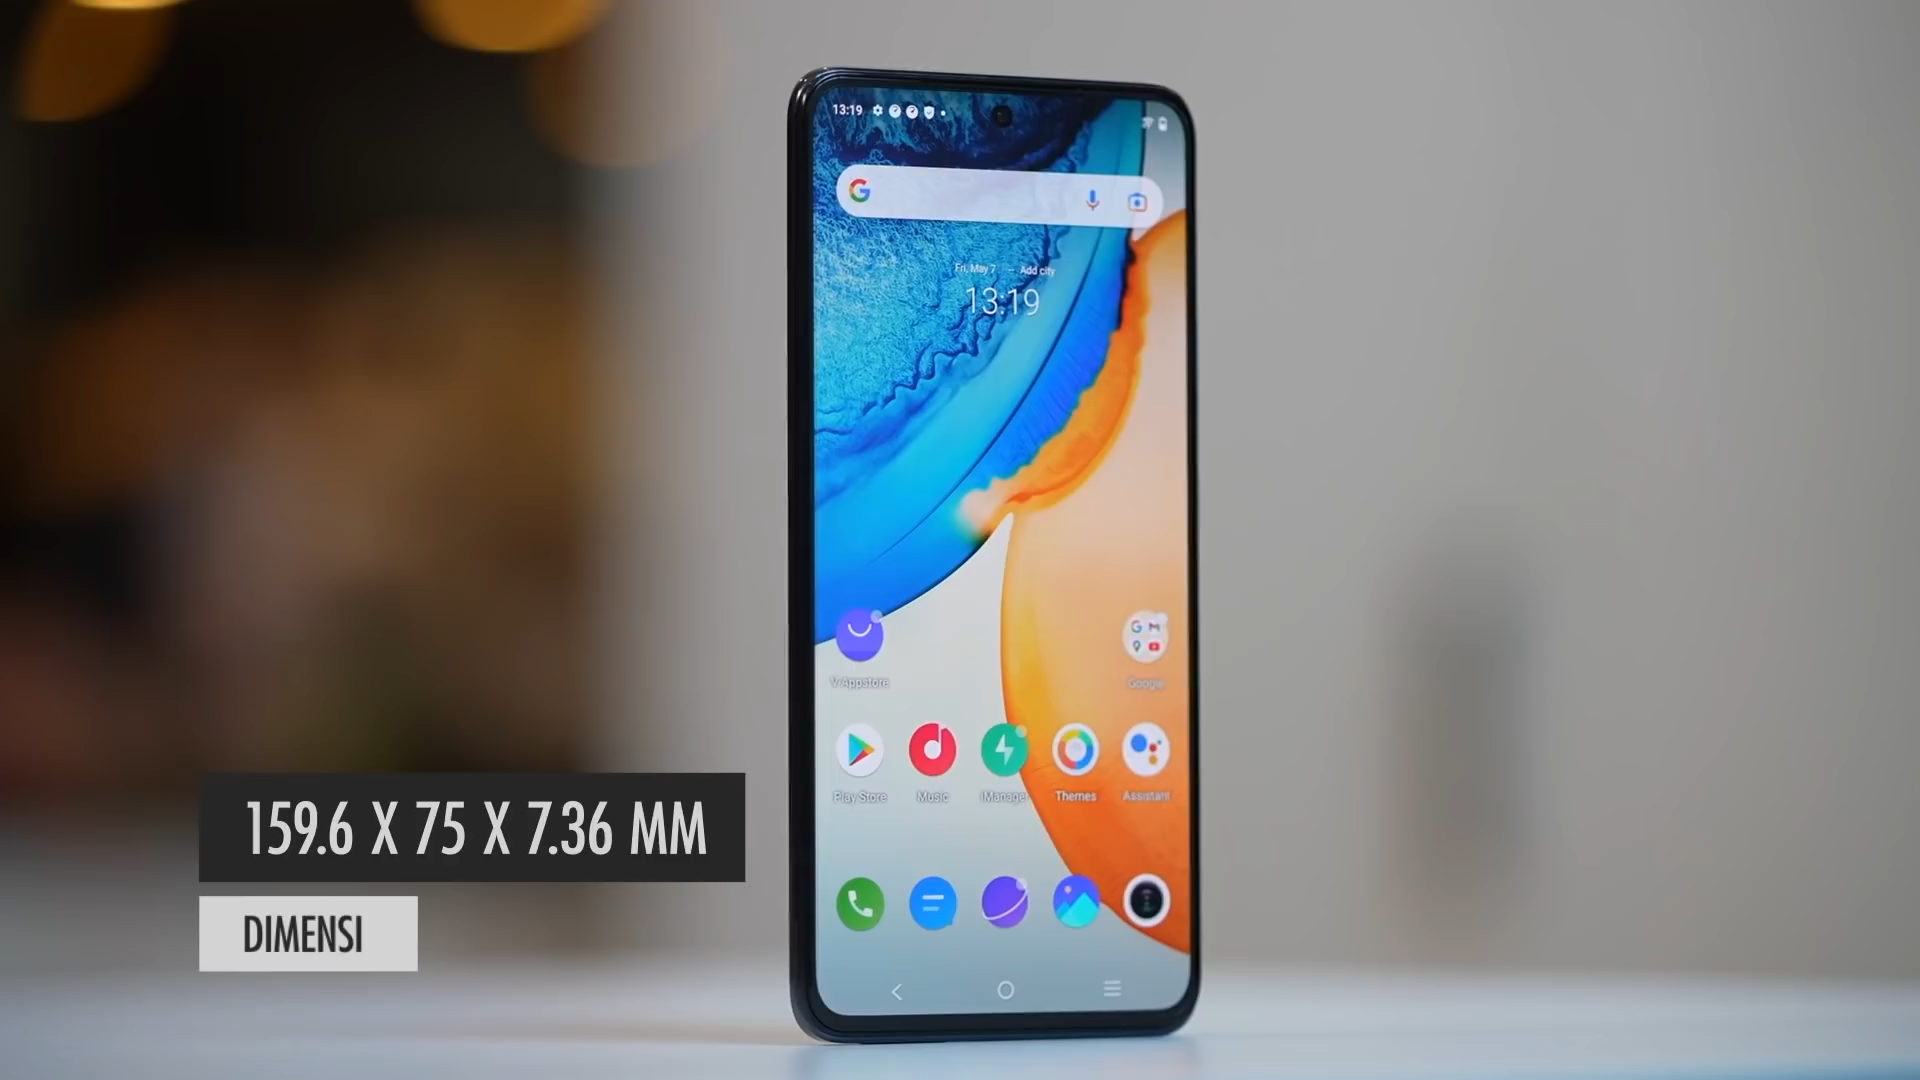 13:19
Fri, May 7 — Add city
13:19
V-Appstore
Google
Play Store
Music
iManager
Themes
Assistant
159.6 X 75 X 7.36 MM
DIMENSI